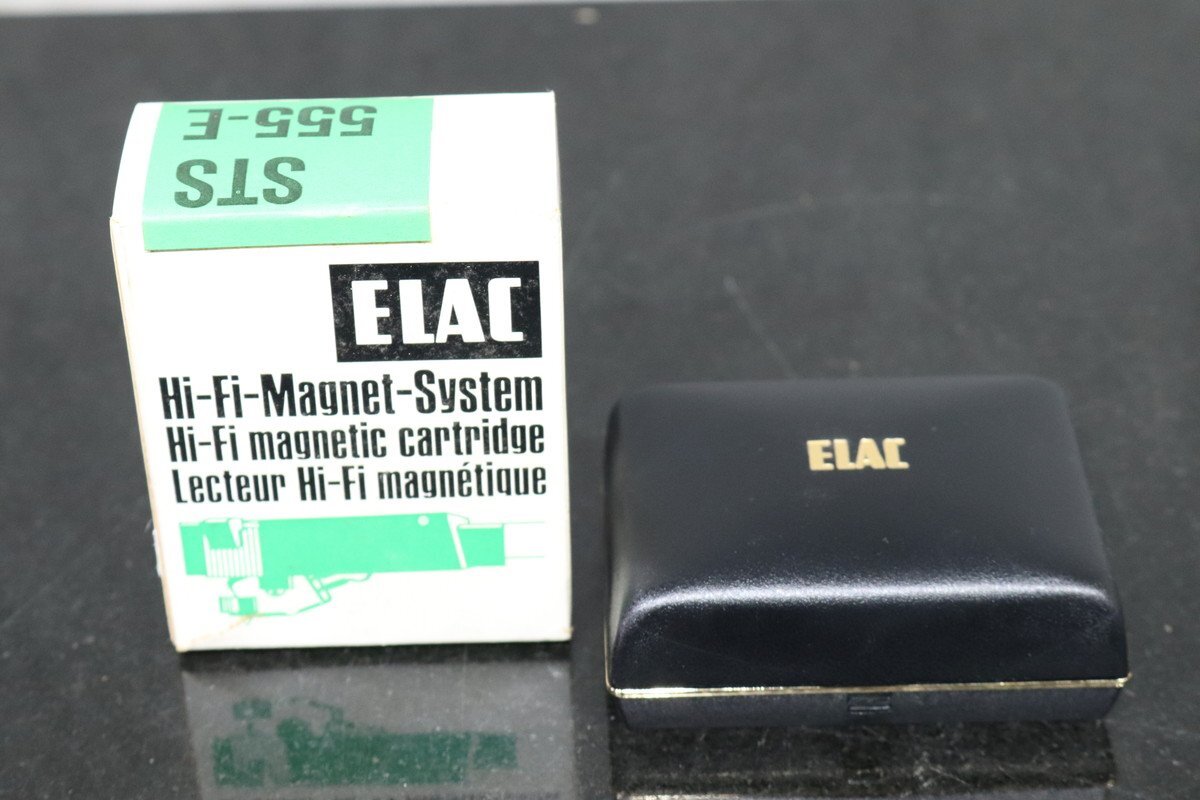 STS
555-E
ELAC
Hi-Fi-Magnet-System
Hi-Fi magnetic cartridge
Lecteur Hi-Fi magnétique
ELAC